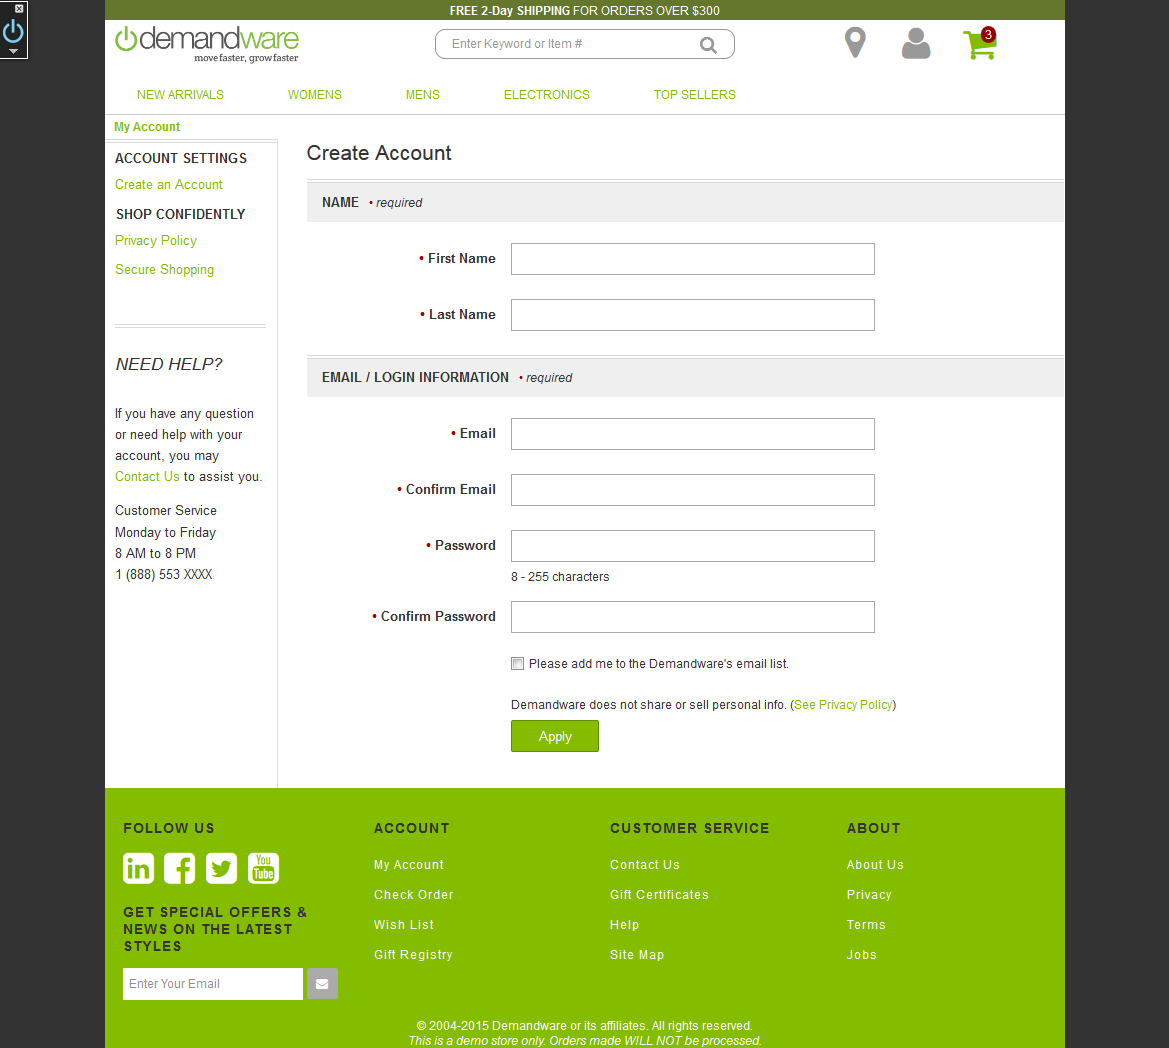 FREE 2-Day SHIPPING FOR ORDERS OVER $300
demandware
move faster, grow faster
Enter Keyword or Item #
3
NEW ARRIVALS WOMENS MENS ELECTRONICS TOP SELLERS
My Account
ACCOUNT SETTINGS
Create an Account
SHOP CONFIDENTLY
Privacy Policy
Secure Shopping
NEED HELP?
If you have any question
or need help with your
account, you may
Contact Us to assist you.
Customer Service
Monday to Friday
8 AM to 8 PM
1 (888) 553 XXXX
Create Account
NAME • required
• First Name
• Last Name
EMAIL / LOGIN INFORMATION • required
• Email
• Confirm Email
• Password
8 - 255 characters
• Confirm Password
Please add me to the Demandware's email list.
Demandware does not share or sell personal info. (See Privacy Policy)
Apply
FOLLOW US
in
You
Tube
GET SPECIAL OFFERS &
NEWS ON THE LATEST
STYLES
Enter Your Email
ACCOUNT
My Account
Check Order
Wish List
Gift Registry
CUSTOMER SERVICE
Contact Us
Gift Certificates
Help
Site Map
ABOUT
About Us
Privacy
Terms
Jobs
© 2004-2015 Demandware or its affiliates. All rights reserved.
This is a demo store only. Orders made WILL NOT be processed.